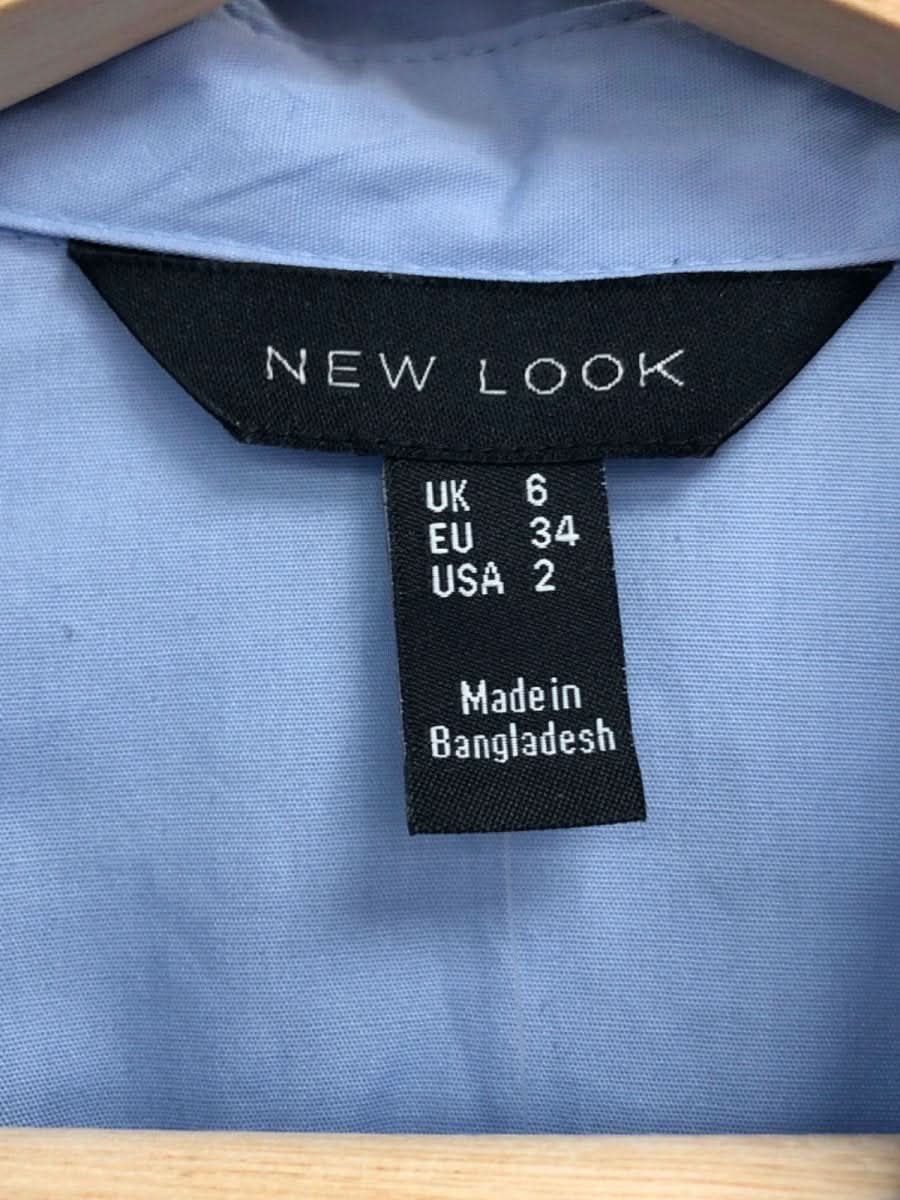 NEW LOOK
UK 6
EU 34
USA 2
Made in
Bangladesh